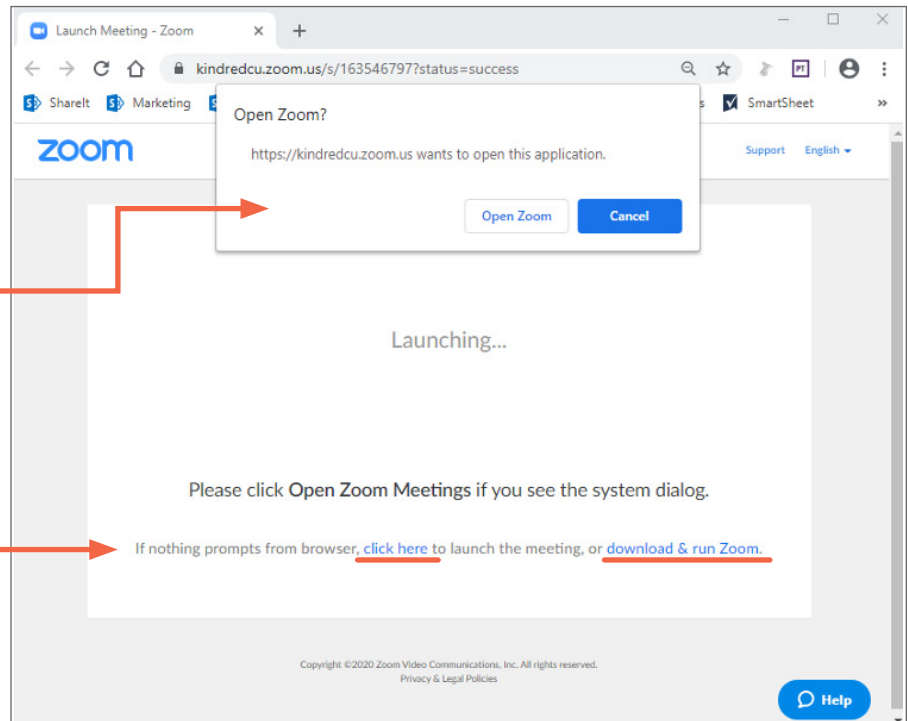 Launch Meeting - Zoom
kindredcu.zoom.us/s/163546797?status=success
ShareIt Marketing s SmartSheet
PT
Open Zoom?
https://kindredcu.zoom.us wants to open this application.
Open Zoom Cancel
zoom Support English
Launching...
Please click Open Zoom Meetings if you see the system dialog.
If nothing prompts from browser, click here to launch the meeting, or download & run Zoom.
Copyright ©2020 Zoom Video Communications, Inc. All rights reserved.
Privacy & Legal Policies
Help